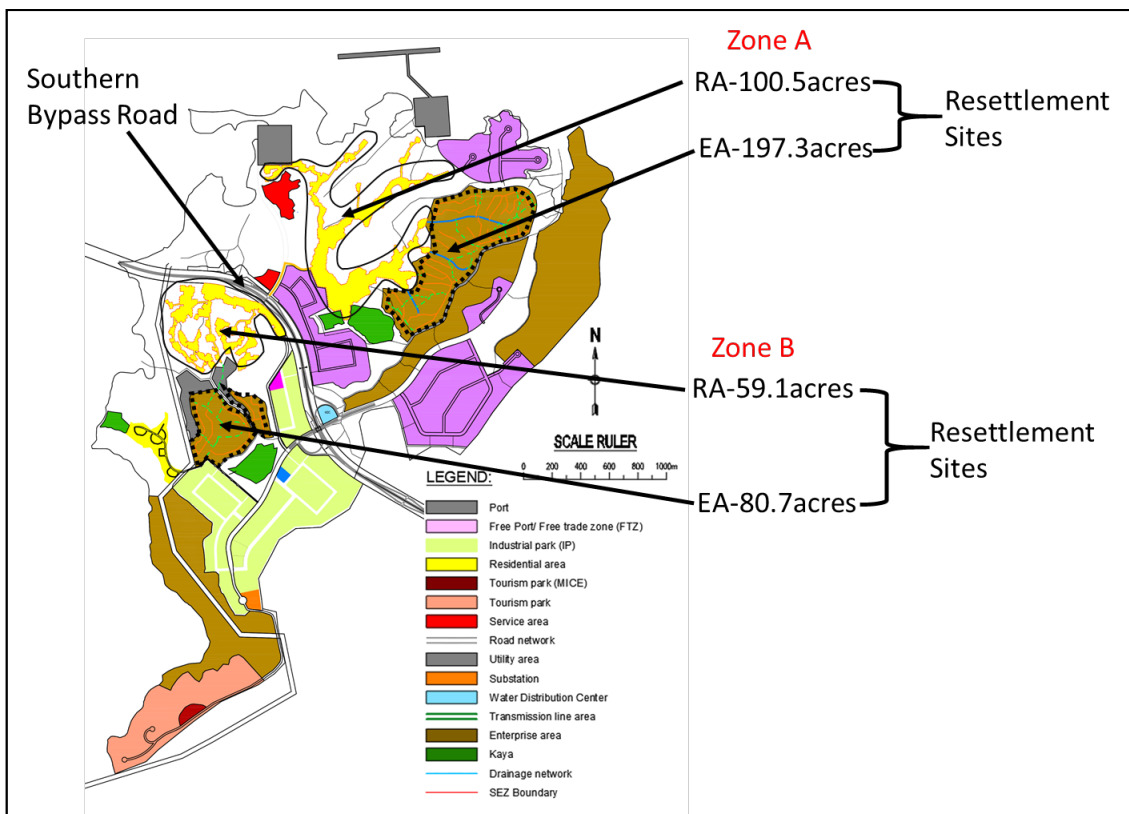 Zone A
Southern
Bypass Road
RA-100.5acres
EA-197.3acres
Resettlement
Sites
Zone B
RA-59.1acres
EA-80.7acres
Resettlement
Sites
N
SCALE RULER
0 200 400 600 800 1000m
LEGEND:
Port
Free Port/ Free trade zone (FTZ)
Industrial park (IP)
Residential area
Tourism park (MICE)
Tourism park
Service area
Road network
Utility area
Substation
Water Distribution Center
Transmission line area
Enterprise area
Kaya
Drainage network
SEZ Boundary